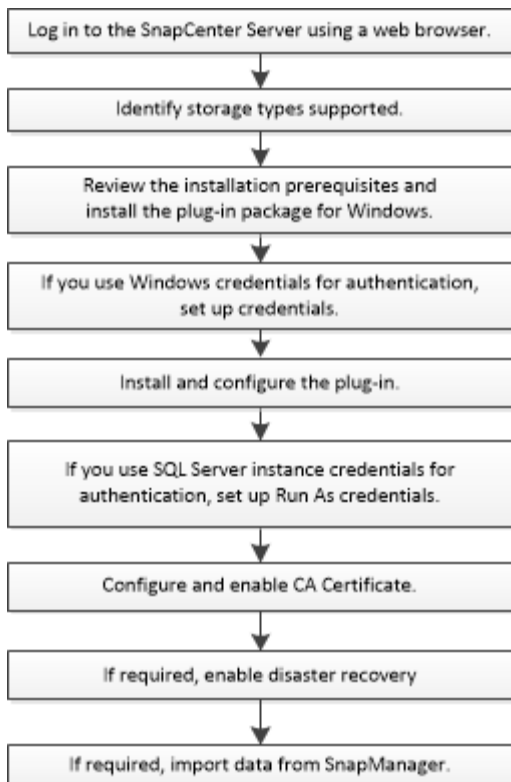 Log in to the SnapCenter Server using a web browser.
Identify storage types supported.
Review the installation prerequisites and
install the plug-in package for Windows.
If you use Windows credentials for authentication,
set up credentials.
Install and configure the plug-in.
If you use SQL Server instance credentials for
authentication, set up Run As credentials.
Configure and enable CA Certificate.
If required, enable disaster recovery
If required, import data from SnapManager.